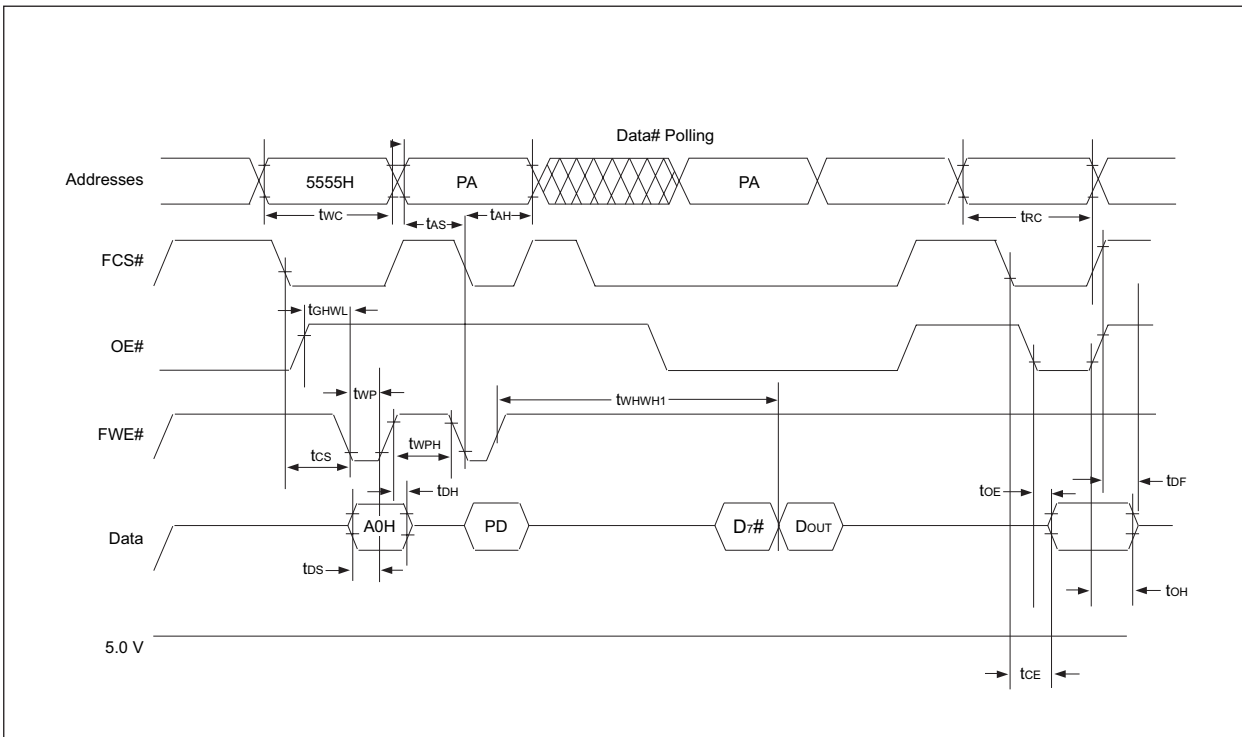 Data# Polling
Addresses
5555H
PA
PA
tWC
tAS
tAH
tRC
FCS#
tGHWL
OE#
tWP
tWHWH1
FWE#
tWPH
tCS
tDH
tOE
tDF
Data
A0H
PD
D7#
DOUT
tDS
tOH
5.0 V
tCE